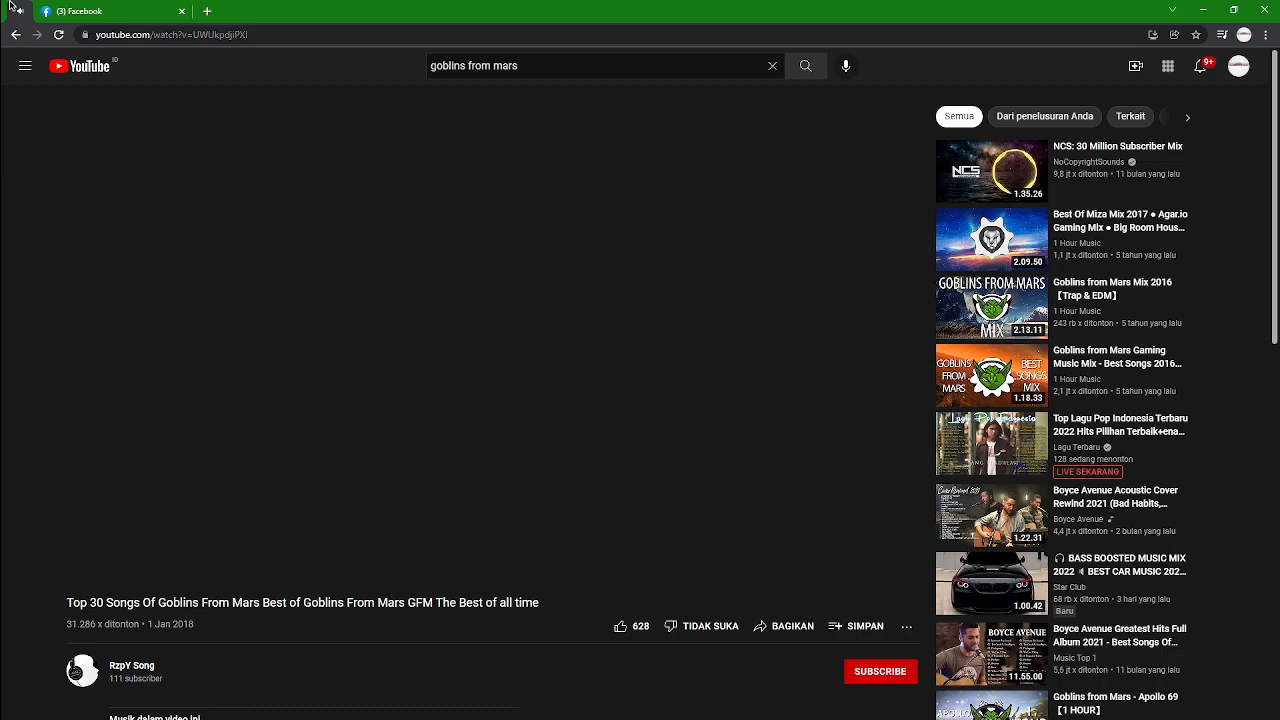 (3) Facebook
youtube.com/watch?v=UWUkpdjiPXI
YouTube ID
goblins from mars
9+
Semua
Dari penelusuran Anda
Terkait
NCS
1.35.26
NCS: 30 Million Subscriber Mix
NoCopyrightSounds
9,8 jt x ditonton • 11 bulan yang lalu
2.09.50
Best Of Miza Mix 2017 ● Agar.io
Gaming Mix ● Big Room Hous...
1 Hour Music
1,1 jt x ditonton • 5 tahun yang lalu
GOBLINS FROM MARS
MIX
2.13.11
Goblins from Mars Mix 2016
【Trap & EDM】
1 Hour Music
243 rb x ditonton • 5 tahun yang lalu
GOBLINS
FROM
MARS
BEST
SONGS
MIX
1.18.33
Goblins from Mars Gaming
Music Mix - Best Songs 2016...
1 Hour Music
2,1 jt x ditonton • 5 tahun yang lalu
Lagu Pop Indonesia
Top Lagu Pop Indonesia Terbaru
2022 Hits Pilihan Terbaik+ena...
Lagu Terbaru
128 sedang menonton
LIVE SEKARANG
1.22.31
Boyce Avenue Acoustic Cover
Rewind 2021 (Bad Habits,...
Boyce Avenue
4,4 jt x ditonton • 2 bulan yang lalu
1.00.42
🎧 BASS BOOSTED MUSIC MIX
2022 🔈 BEST CAR MUSIC 202...
Star Club
68 rb x ditonton • 3 hari yang lalu
Baru
BOYCE AVENUE
11.55.00
Boyce Avenue Greatest Hits Full
Album 2021 - Best Songs Of...
Music Top 1
5,6 jt x ditonton • 11 bulan yang lalu
APOLLO
Goblins from Mars - Apollo 69
【1 HOUR】
Top 30 Songs Of Goblins From Mars Best of Goblins From Mars GFM The Best of all time
31.286 x ditonton • 1 Jan 2018
628
TIDAK SUKA
BAGIKAN
SIMPAN
RzpY Song
111 subscriber
SUBSCRIBE
Musik dalam video ini